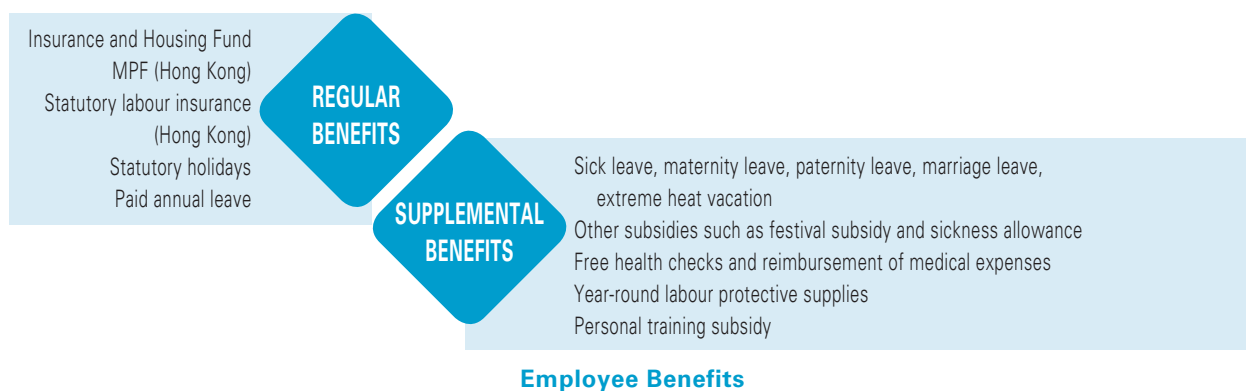 Insurance and Housing Fund
MPF (Hong Kong)
Statutory labour insurance
(Hong Kong)
Statutory holidays
Paid annual leave
REGULAR
BENEFITS
SUPPLEMENTAL
BENEFITS
Sick leave, maternity leave, paternity leave, marriage leave,
extreme heat vacation
Other subsidies such as festival subsidy and sickness allowance
Free health checks and reimbursement of medical expenses
Year-round labour protective supplies
Personal training subsidy
Employee Benefits